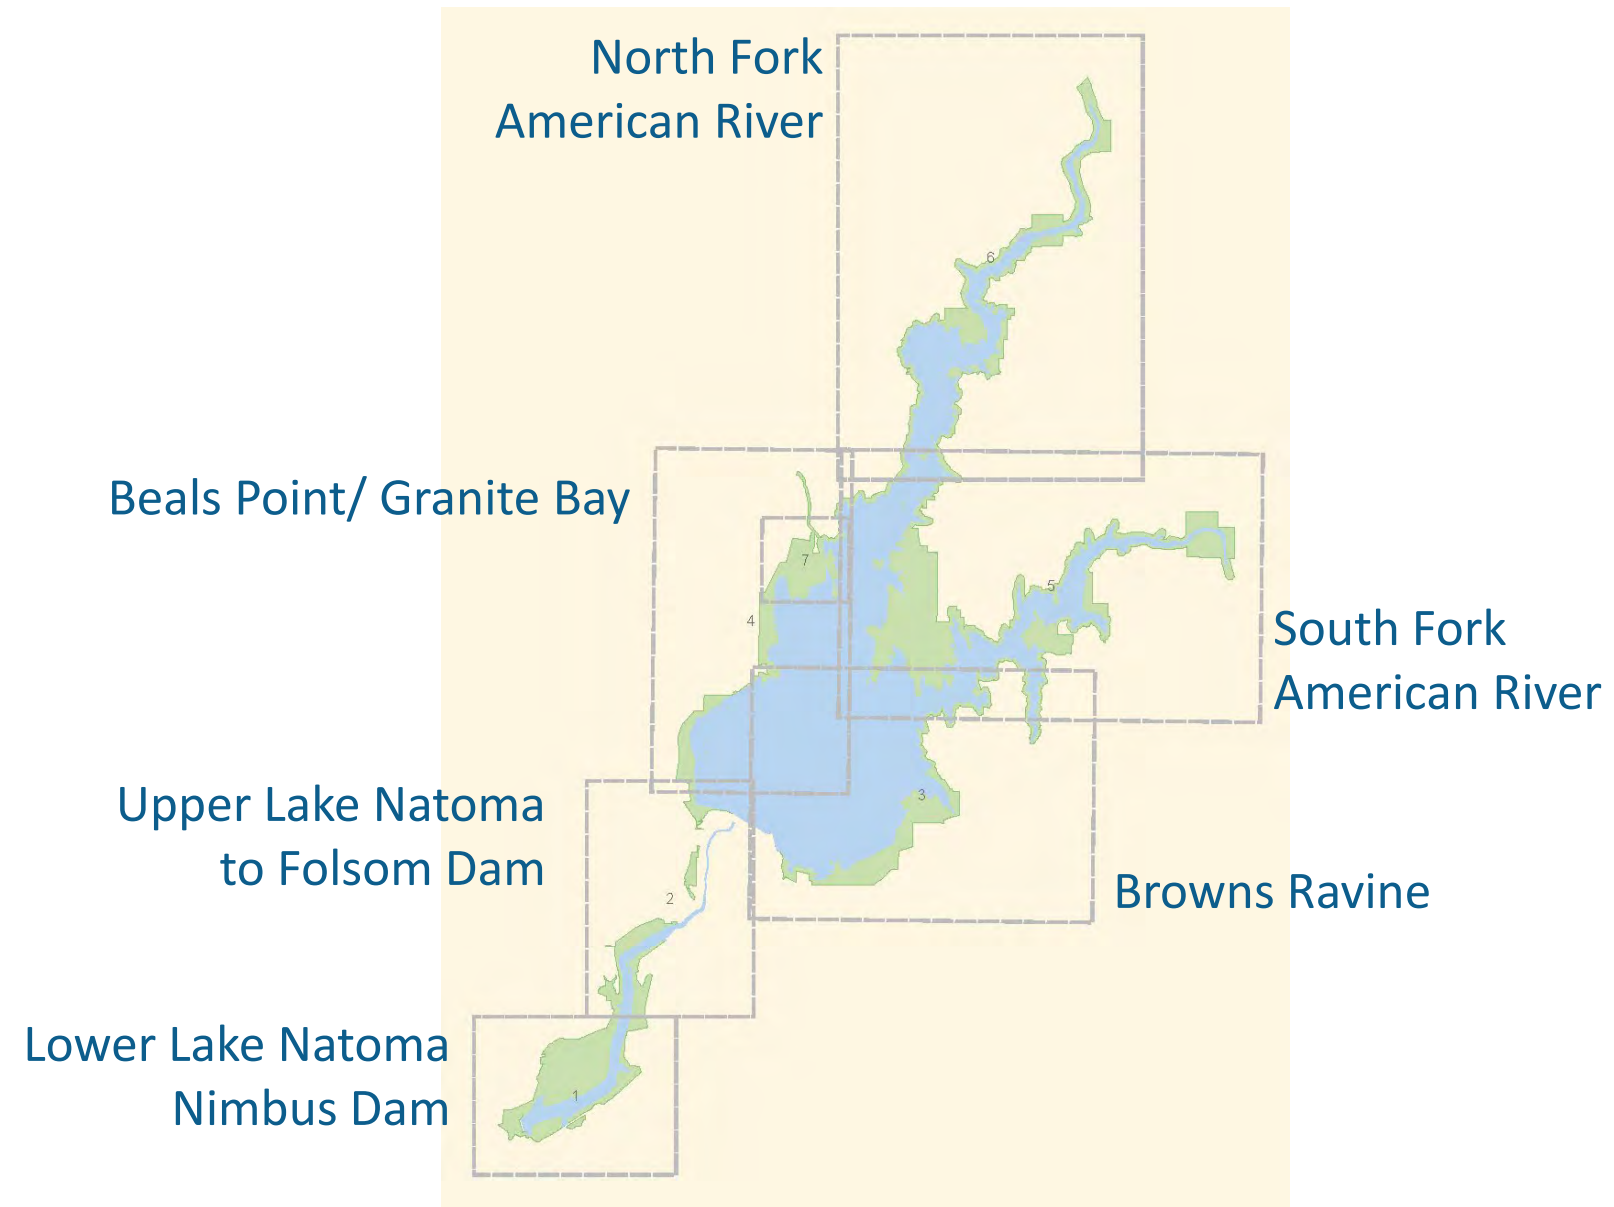 North Fork
American River
6
Beals Point/ Granite Bay
7
5
4
South Fork
American River
Upper Lake Natoma
to Folsom Dam
3
Browns Ravine
2
Lower Lake Natoma
Nimbus Dam
1